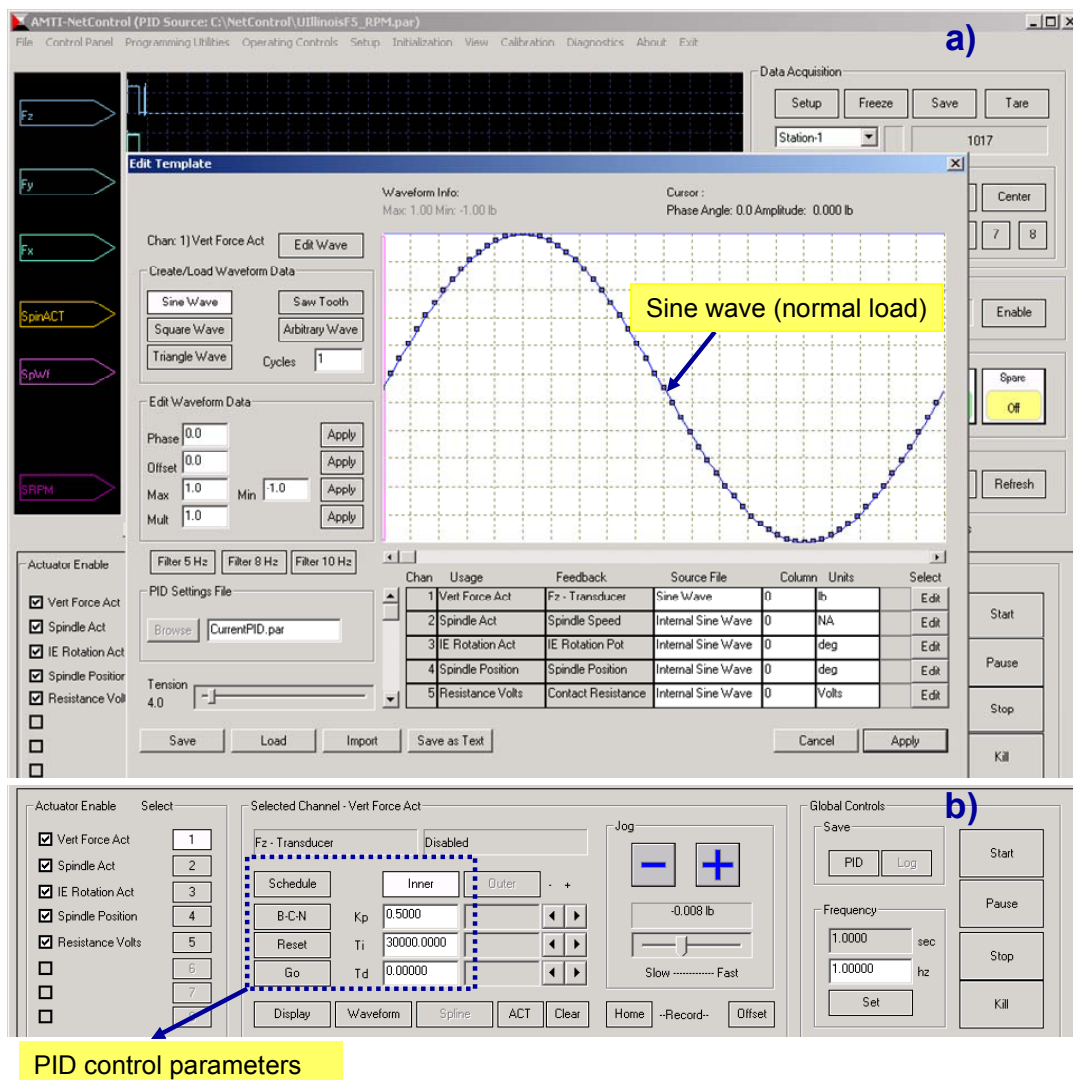 AMTI-NetControl (PID Source: C:\NetControl\UIllinoisF5_RPM.par)
File Control Panel Programming Utilities Operating Controls Setup Initialization View Calibration Diagnostics About Exit
a)
Data Acquisition
Setup Freeze Save Tare
Station-1 1017
Fz
Fy
Fx
SpinACT
SpWf
SRPM
Center
7 8
Enable
Spare
Off
Refresh
Edit Template
Waveform Info:
Max: 1.00 Min: -1.00 lb
Cursor :
Phase Angle: 0.0 Amplitude: 0.000 lb
Chan: 1) Vert Force Act Edit Wave
Create/Load Waveform Data
Sine Wave Saw Tooth
Square Wave Arbitrary Wave
Triangle Wave Cycles 1
Sine wave (normal load)
Edit Waveform Data
Phase 0.0 Apply
Offset 0.0 Apply
Max 1.0 Min -1.0 Apply
Mult 1.0 Apply
Filter 5 Hz Filter 8 Hz Filter 10 Hz
PID Settings File
Browse CurrentPID.par
Tension
4.0
Chan Usage Feedback Source File Column Units Select
1 Vert Force Act Fz - Transducer Sine Wave 0 lb Edit
2 Spindle Act Spindle Speed Internal Sine Wave 0 NA Edit
3 IE Rotation Act IE Rotation Pot Internal Sine Wave 0 deg Edit
4 Spindle Position Spindle Position Internal Sine Wave 0 deg Edit
5 Resistance Volts Contact Resistance Internal Sine Wave 0 Volts Edit
Save Load Import Save as Text Cancel Apply
Actuator Enable
Vert Force Act
Spindle Act
IE Rotation Act
Spindle Position
Resistance Volt
Start
Pause
Stop
Kill
b)
Actuator Enable Select
Vert Force Act 1
Spindle Act 2
IE Rotation Act 3
Spindle Position 4
Resistance Volts 5
6
7
Selected Channel - Vert Force Act
Fz - Transducer Disabled
Schedule Inner Outer - +
B-C-N Kp 0.5000
Reset Ti 30000.0000
Go Td 0.00000
Display Waveform Spline ACT Clear
Jog
- +
-0.008 lb
Slow ------------ Fast
Home --Record-- Offset
Global Controls
Save
PID Log
Frequency
1.0000 sec
1.00000 hz
Set
Start
Pause
Stop
Kill
PID control parameters